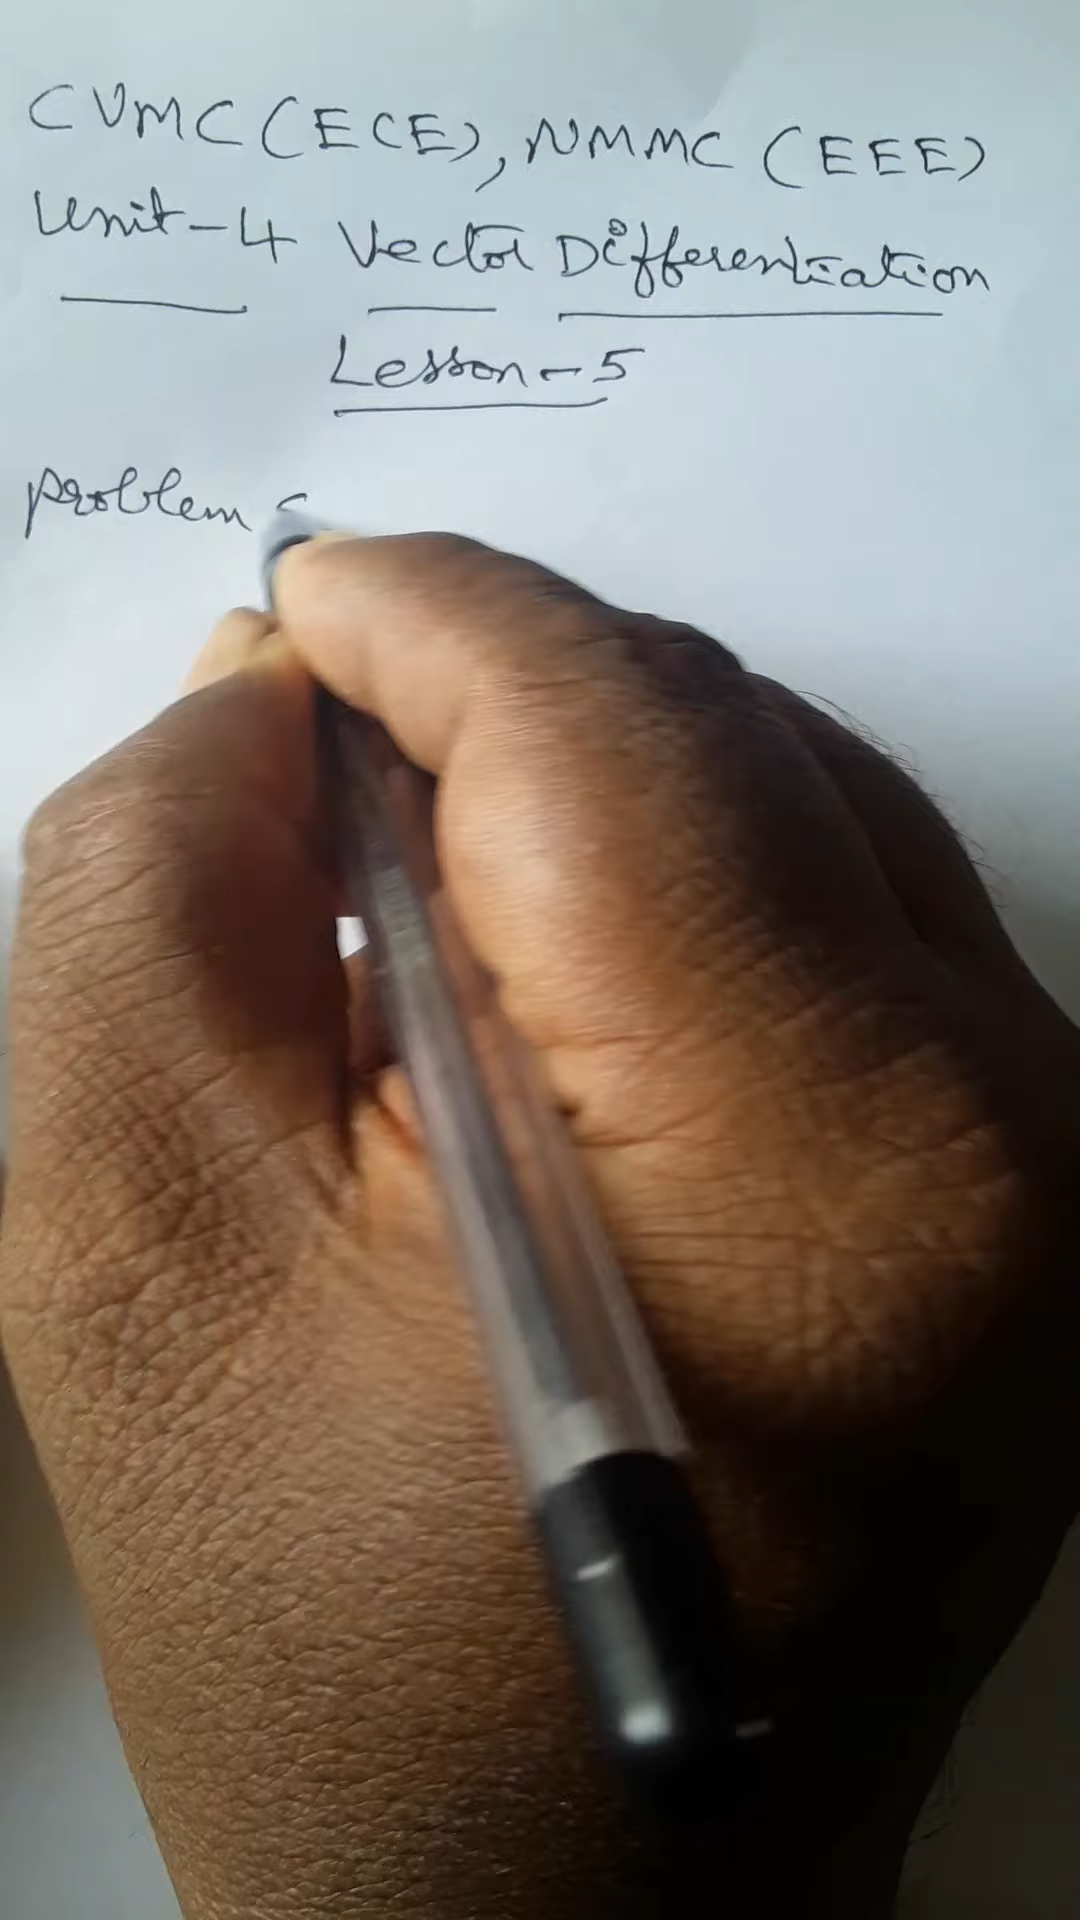 CVMC (ECE), NMMC (EEE)
Unit-4 Vector Differentiation
Lesson-5
problem